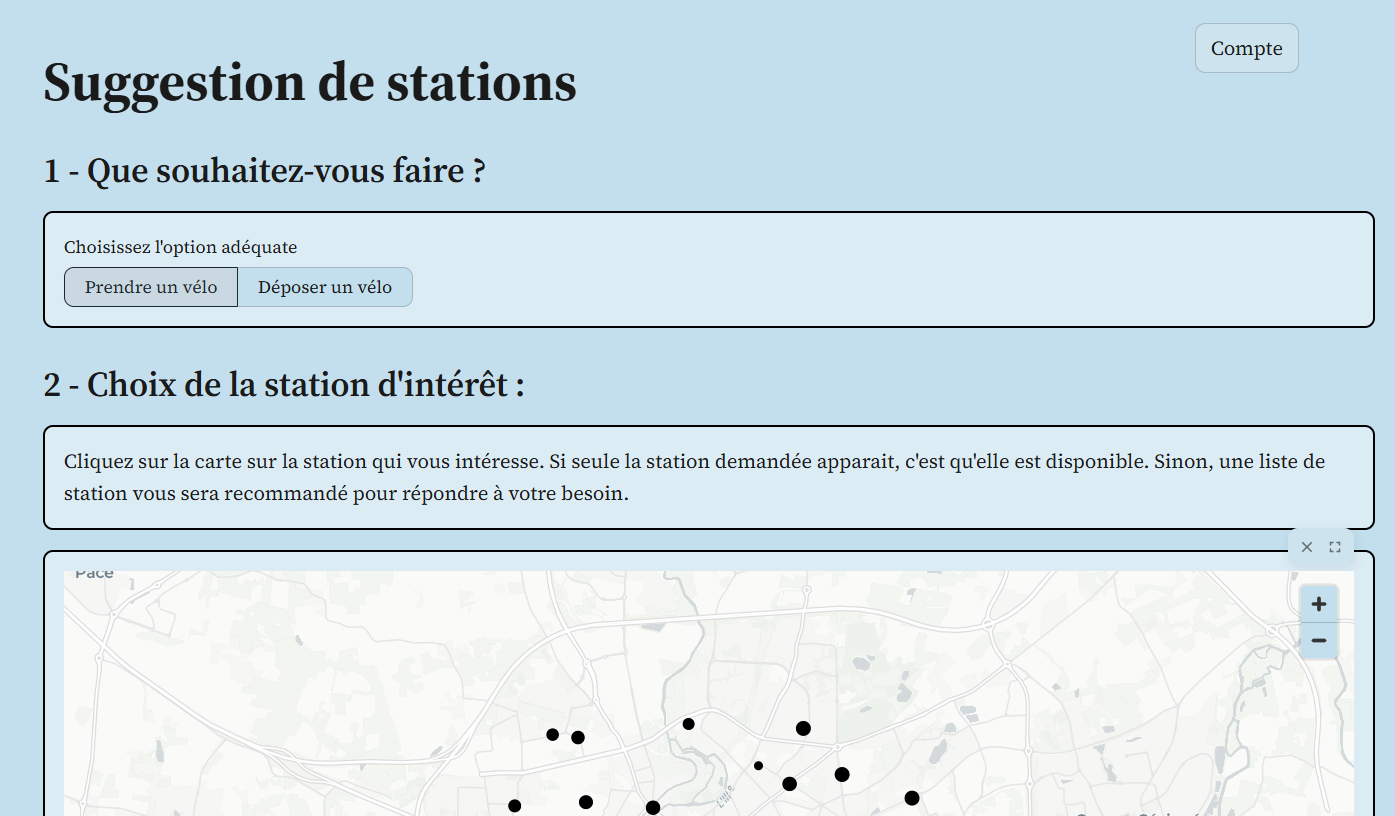 Compte
Suggestion de stations
1 - Que souhaitez-vous faire ?
Choisissez l'option adéquate
Prendre un vélo
Déposer un vélo
2 - Choix de la station d'intérêt :
Cliquez sur la carte sur la station qui vous intéresse. Si seule la station demandée apparait, c'est qu'elle est disponible. Sinon, une liste de
station vous sera recommandé pour répondre à votre besoin.
Pacé
L'Ille